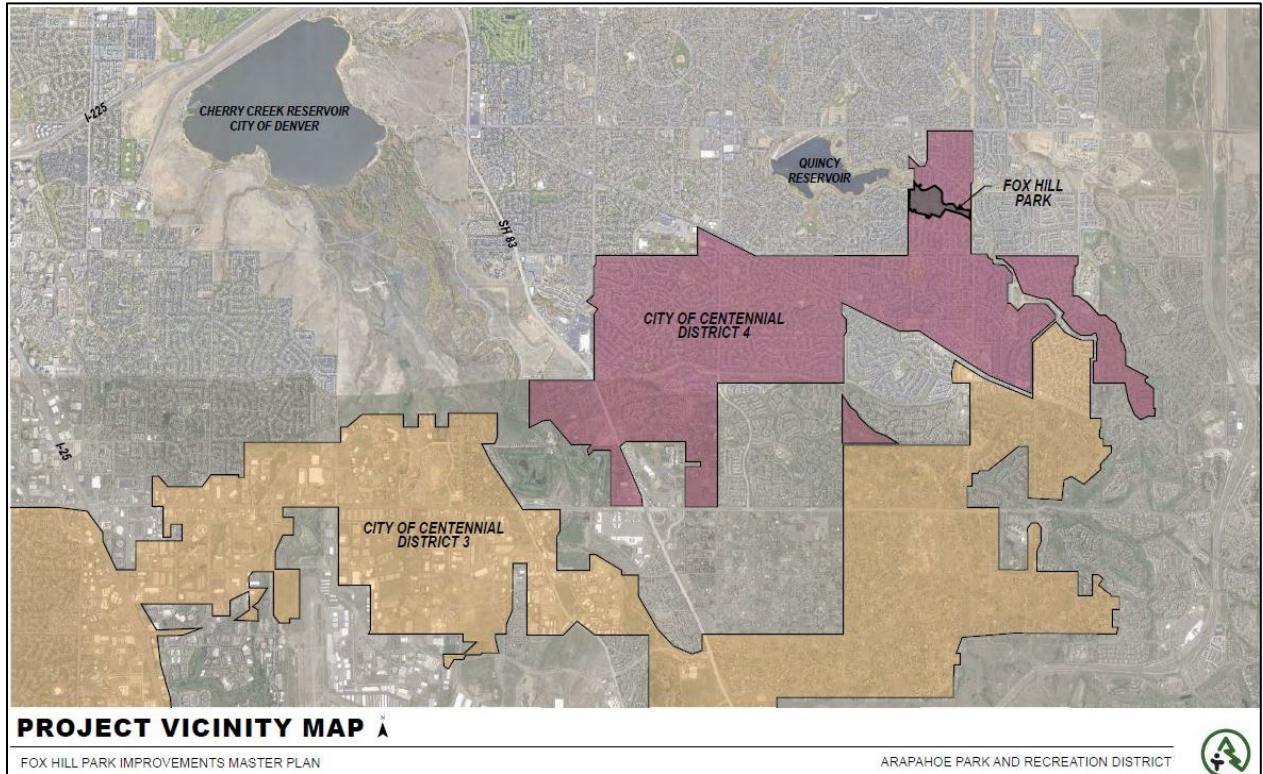 I-225
CHERRY CREEK RESERVOIR
CITY OF DENVER
SH 83
QUINCY
RESERVOIR
FOX HILL
PARK
CITY OF CENTENNIAL
DISTRICT 4
I-25
CITY OF CENTENNIAL
DISTRICT 3
PROJECT VICINITY MAP
N
FOX HILL PARK IMPROVEMENTS MASTER PLAN
ARAPAHOE PARK AND RECREATION DISTRICT